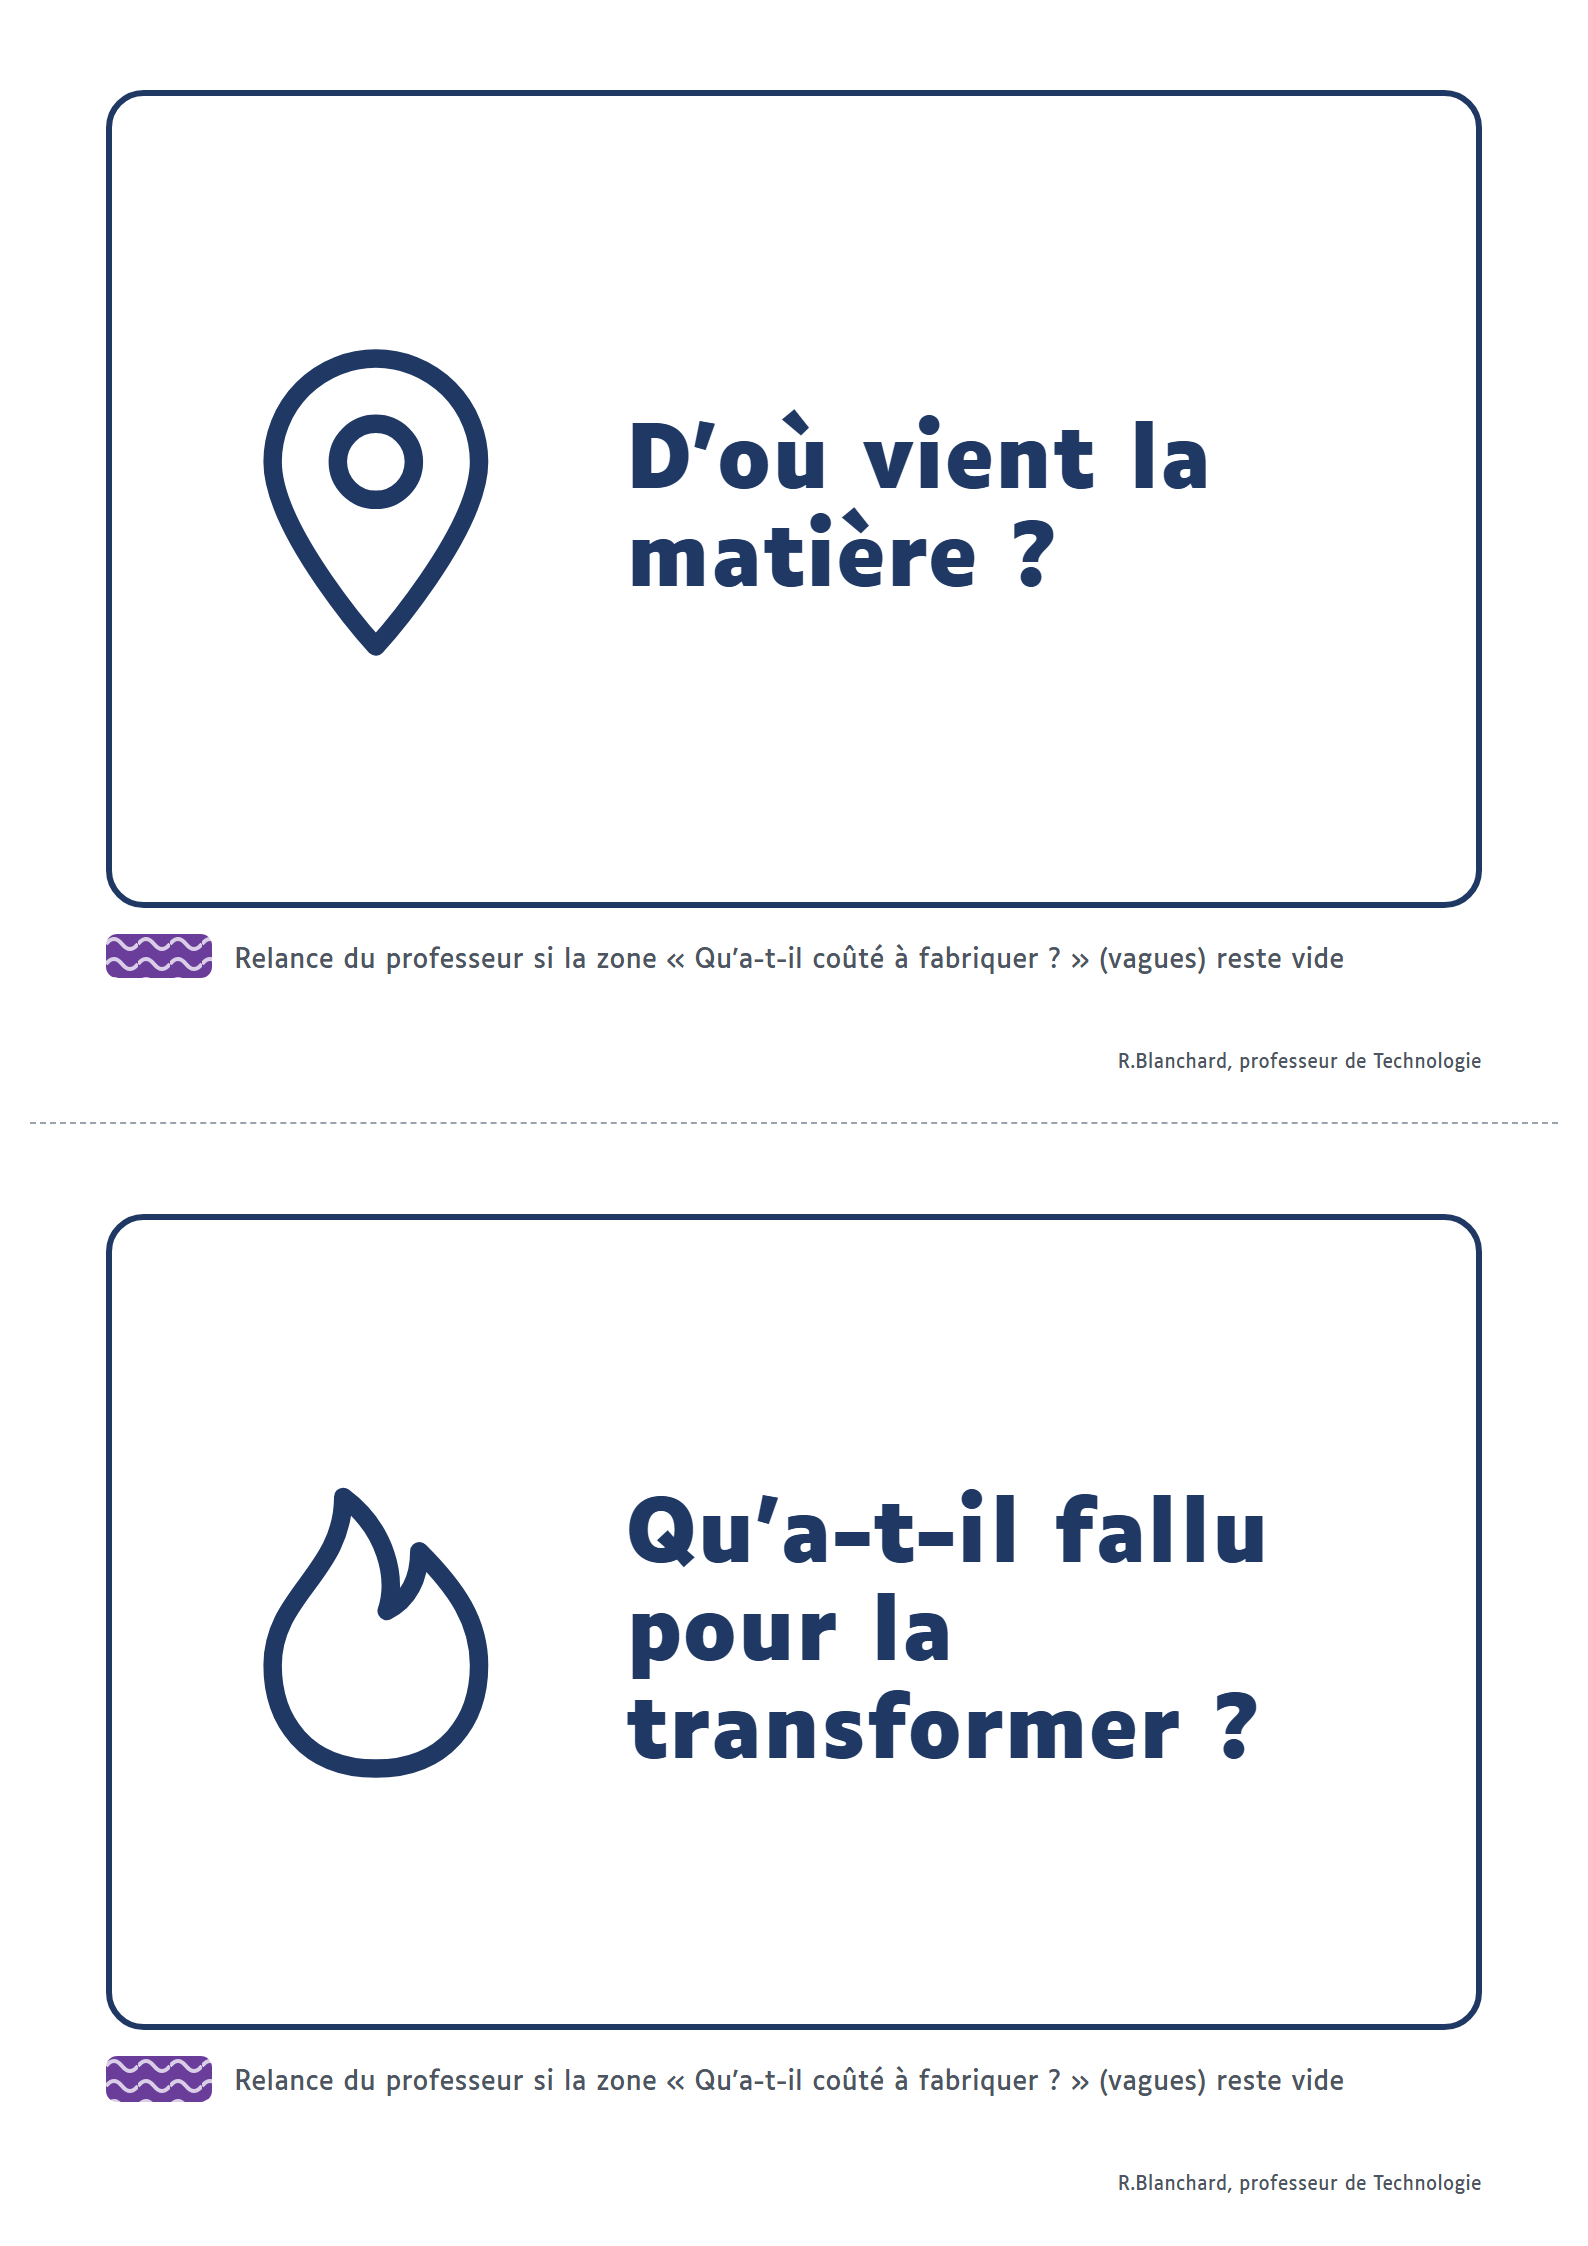 D’où vient la
matière ?
Relance du professeur si la zone « Qu’a-t-il coûté à fabriquer ? » (vagues) reste vide
R.Blanchard, professeur de Technologie
Qu’a-t-il fallu
pour la
transformer ?
Relance du professeur si la zone « Qu’a-t-il coûté à fabriquer ? » (vagues) reste vide
R.Blanchard, professeur de Technologie